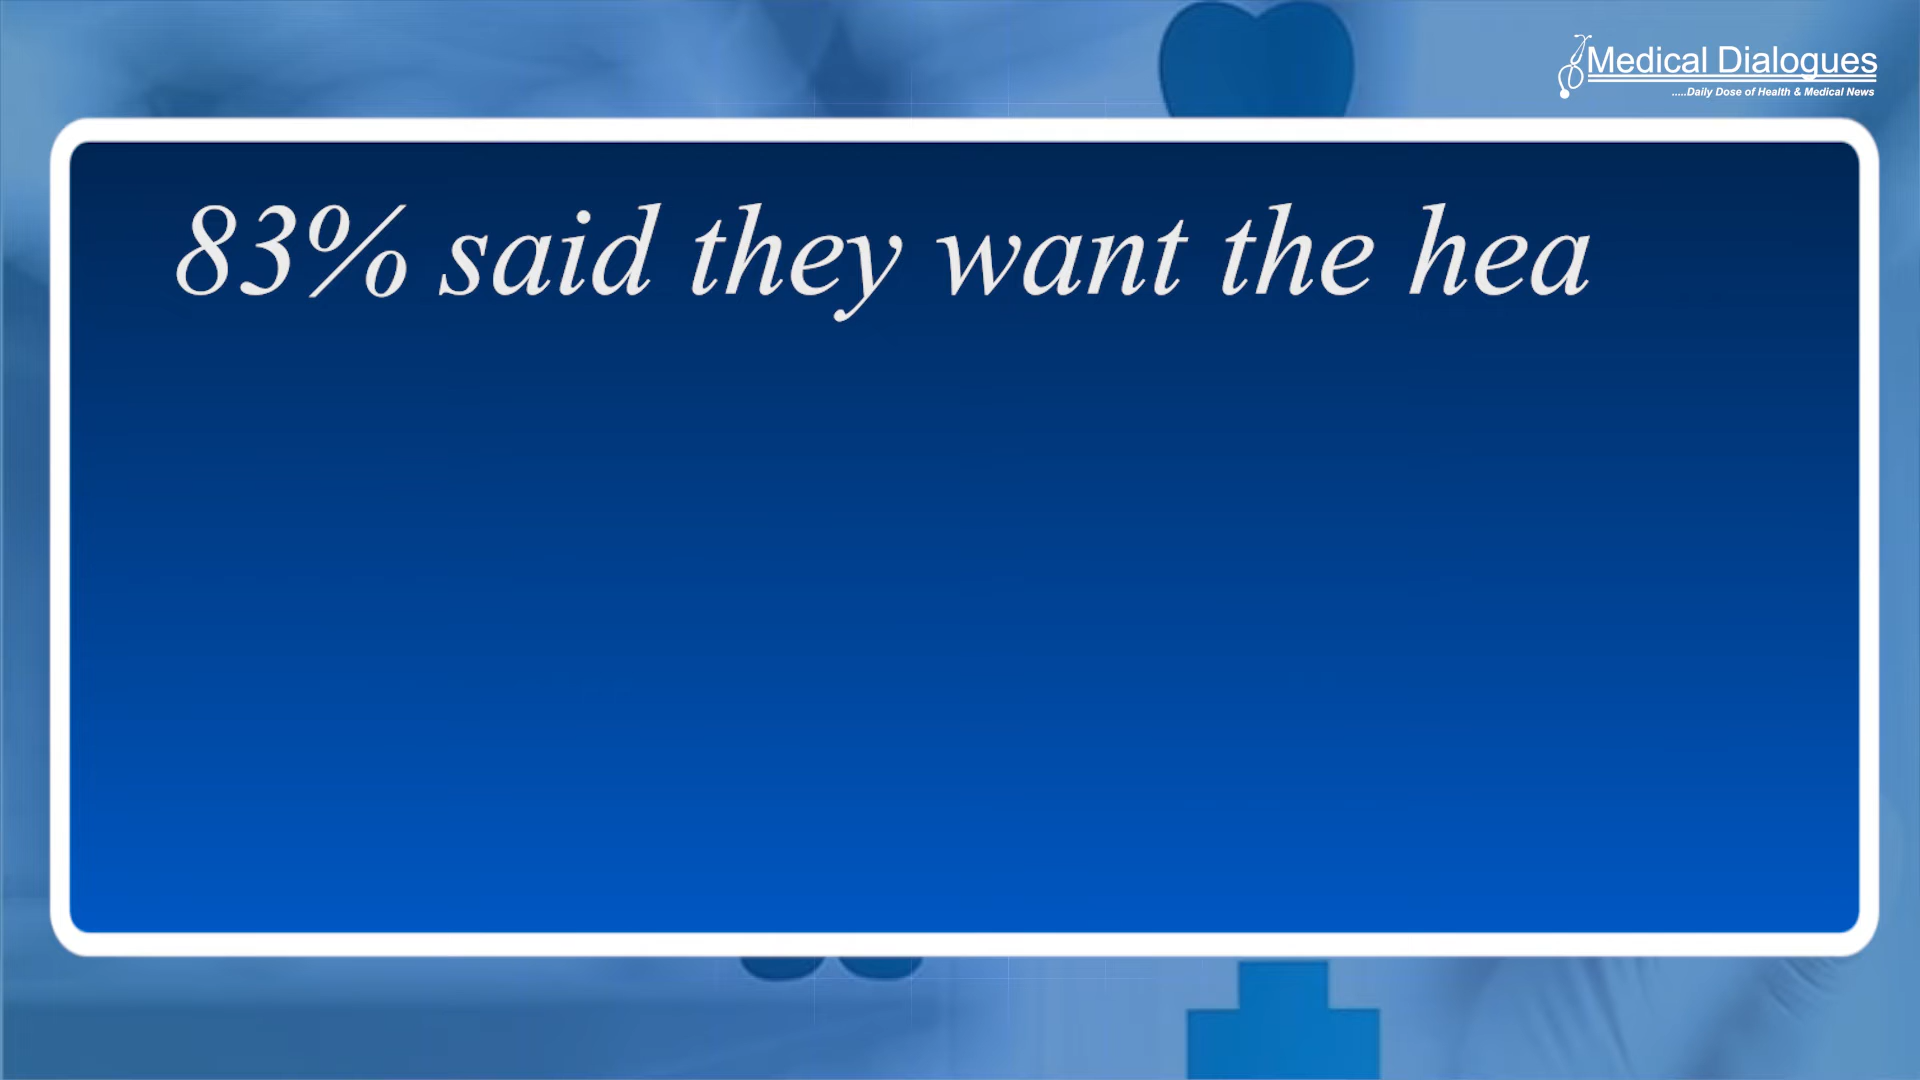 Medical Dialogues
.....Daily Dose of Health & Medical News
83% said they want the hea